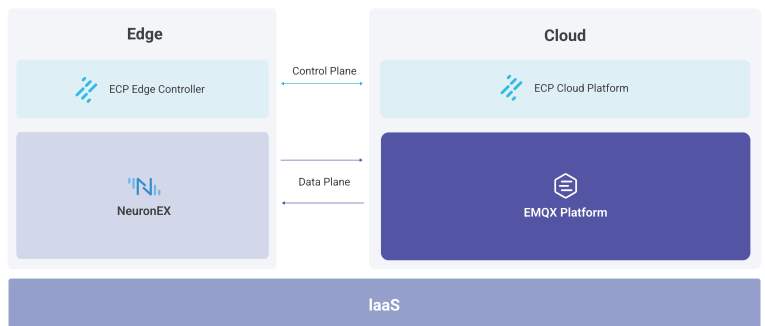 Edge
Cloud
ECP Edge Controller
Control Plane
ECP Cloud Platform
Data Plane
NeuronEX
EMQX Platform
IaaS